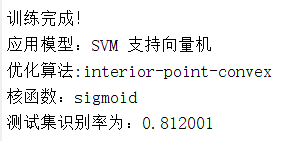 训练完成!
应用模型：SVM 支持向量机
优化算法:interior-point-convex
核函数：sigmoid
测试集识别率为：0.812001